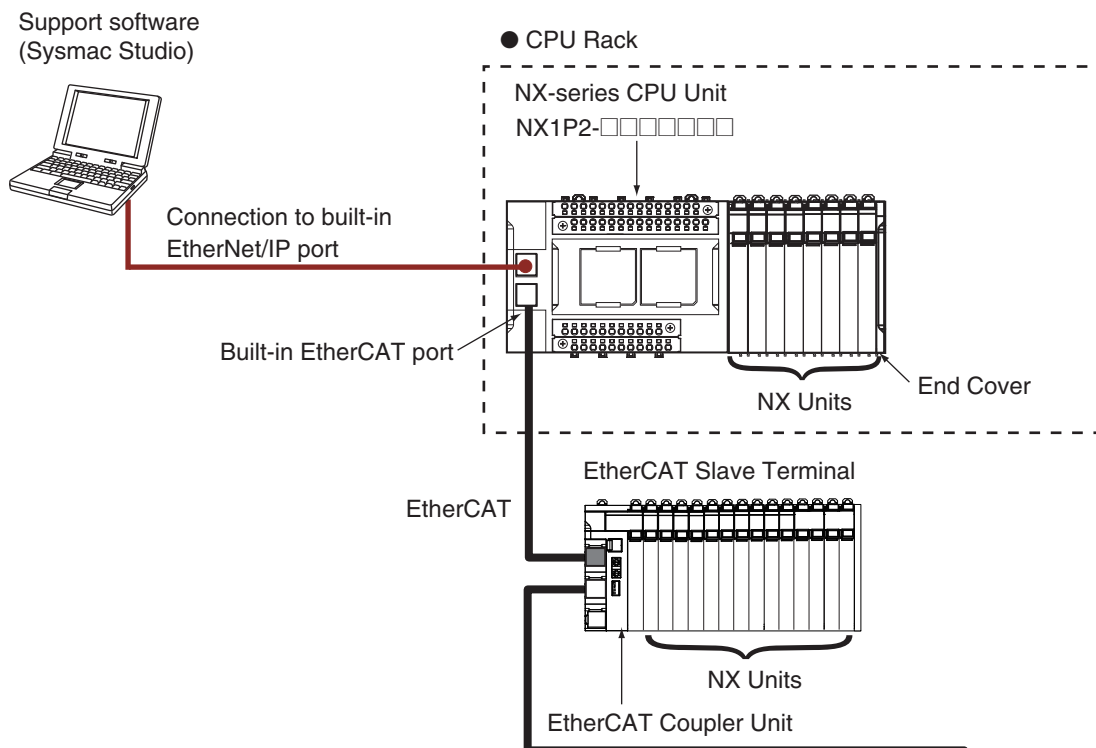 Support software
(Sysmac Studio)
● CPU Rack
NX-series CPU Unit
NX1P2-□□□□□□□
Connection to built-in
EtherNet/IP port
Built-in EtherCAT port
End Cover
NX Units
EtherCAT Slave Terminal
EtherCAT
NX Units
EtherCAT Coupler Unit